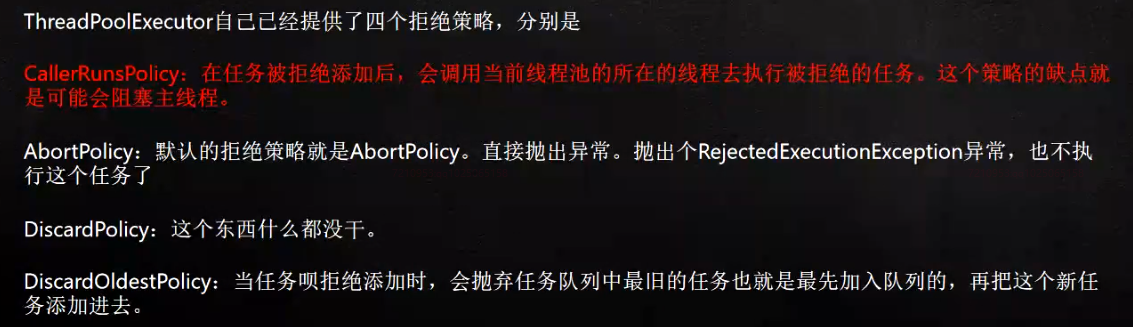 ThreadPoolExecutor自己已经提供了四个拒绝策略，分别是
CallerRunsPolicy：在任务被拒绝添加后，会调用当前线程池的所在的线程去执行被拒绝的任务。这个策略的缺点就
是可能会阻塞主线程。
AbortPolicy：默认的拒绝策略就是AbortPolicy。直接抛出异常。抛出个RejectedExecutionException异常，也不执
行这个任务了
DiscardPolicy：这个东西什么都没干。
DiscardOldestPolicy：当任务呗拒绝添加时，会抛弃任务队列中最旧的任务也就是最先加入队列的，再把这个新任
务添加进去。